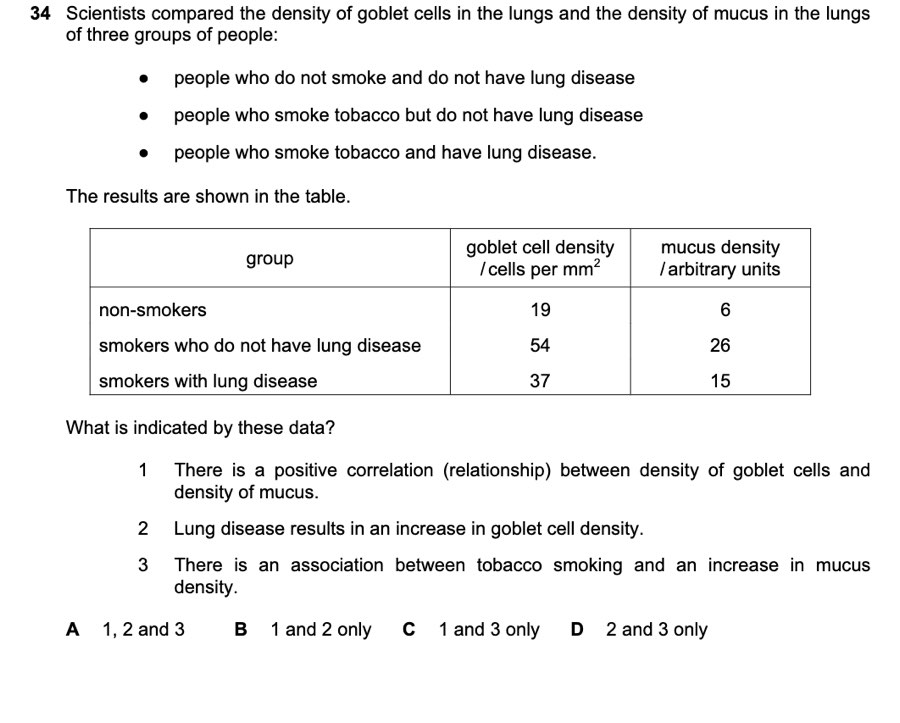 34 Scientists compared the density of goblet cells in the lungs and the density of mucus in the lungs
of three groups of people:
• people who do not smoke and do not have lung disease
• people who smoke tobacco but do not have lung disease
• people who smoke tobacco and have lung disease.
The results are shown in the table.
group goblet cell density / cells per mm² mucus density / arbitrary units
non-smokers 19 6
smokers who do not have lung disease 54 26
smokers with lung disease 37 15
What is indicated by these data?
1 There is a positive correlation (relationship) between density of goblet cells and
density of mucus.
2 Lung disease results in an increase in goblet cell density.
3 There is an association between tobacco smoking and an increase in mucus
density.
A 1, 2 and 3 B 1 and 2 only C 1 and 3 only D 2 and 3 only